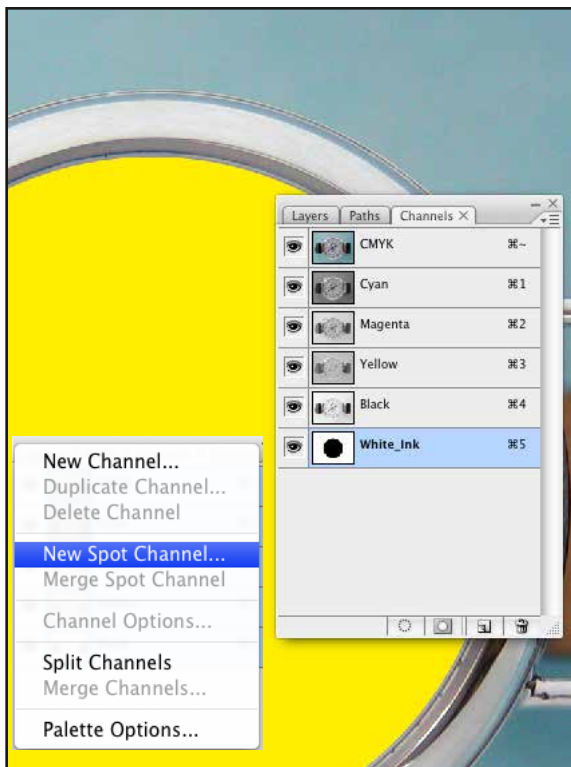 Layers Paths Channels ×
CMYK ⌘~
Cyan ⌘1
Magenta ⌘2
Yellow ⌘3
Black ⌘4
White_Ink ⌘5
New Channel...
Duplicate Channel...
Delete Channel
New Spot Channel...
Merge Spot Channel
Channel Options...
Split Channels
Merge Channels...
Palette Options...